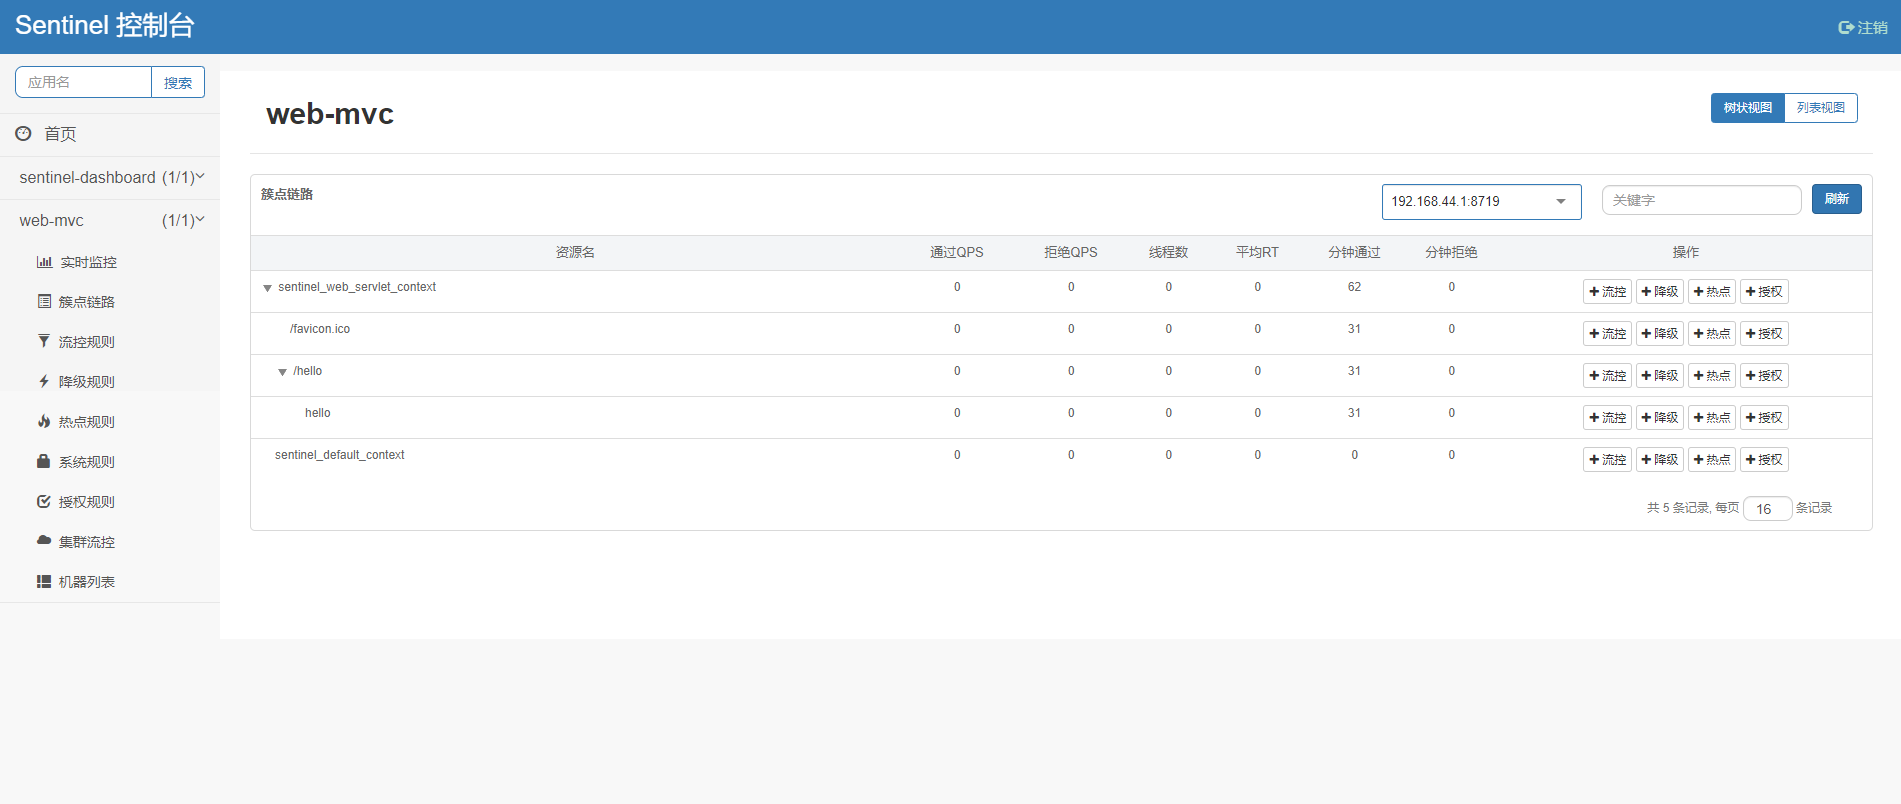 Sentinel 控制台
注销
应用名 搜索
首页
sentinel-dashboard (1/1)
web-mvc (1/1)
实时监控
簇点链路
流控规则
降级规则
热点规则
系统规则
授权规则
集群流控
机器列表
web-mvc
树状视图 列表视图
簇点链路 192.168.44.1:8719 关键字 刷新
资源名 通过QPS 拒绝QPS 线程数 平均RT 分钟通过 分钟拒绝 操作
sentinel_web_servlet_context 0 0 0 0 62 0 流控 降级 热点 授权
/favicon.ico 0 0 0 0 31 0 流控 降级 热点 授权
/hello 0 0 0 0 31 0 流控 降级 热点 授权
hello 0 0 0 0 31 0 流控 降级 热点 授权
sentinel_default_context 0 0 0 0 0 0 流控 降级 热点 授权
共 5 条记录, 每页 16 条记录